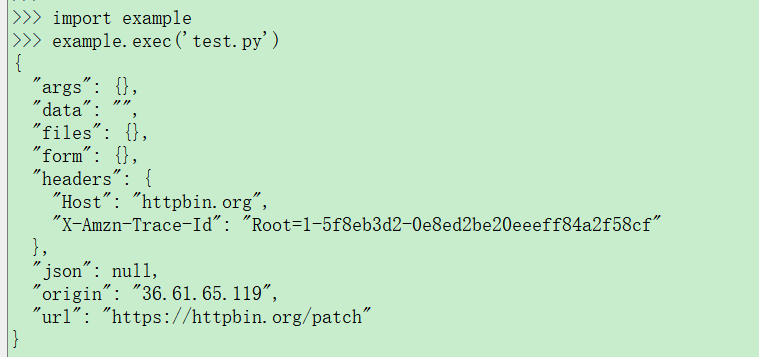 >>> import example
>>> example.exec('test.py')
{
  "args": {},
  "data": "",
  "files": {},
  "form": {},
  "headers": {
    "Host": "httpbin.org",
    "X-Amzn-Trace-Id": "Root=1-5f8eb3d2-0e8ed2be20eeeff84a2f58cf"
  },
  "json": null,
  "origin": "36.61.65.119",
  "url": "https://httpbin.org/patch"
}